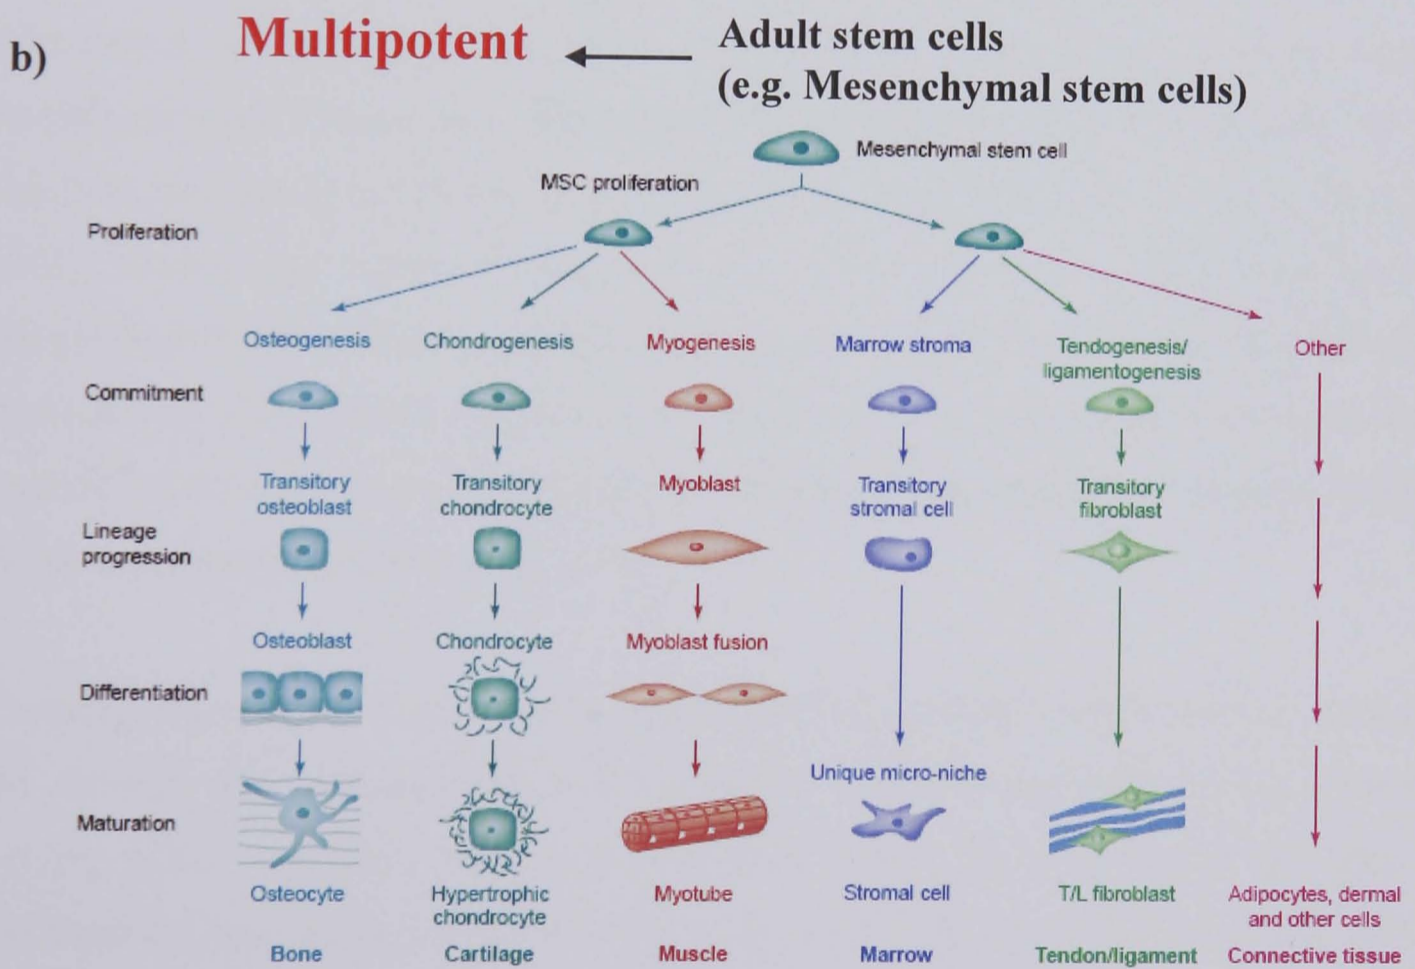 b)
Multipotent
Adult stem cells
(e.g. Mesenchymal stem cells)
Mesenchymal stem cell
MSC proliferation
Proliferation
Osteogenesis
Chondrogenesis
Myogenesis
Marrow stroma
Tendogenesis/
ligamentogenesis
Other
Commitment
Transitory
osteoblast
Transitory
chondrocyte
Myoblast
Transitory
stromal cell
Transitory
fibroblast
Lineage
progression
Osteoblast
Chondrocyte
Myoblast fusion
Differentiation
Unique micro-niche
Maturation
Osteocyte
Hypertrophic
chondrocyte
Myotube
Stromal cell
T/L fibroblast
Adipocytes, dermal
and other cells
Bone
Cartilage
Muscle
Marrow
Tendon/ligament
Connective tissue